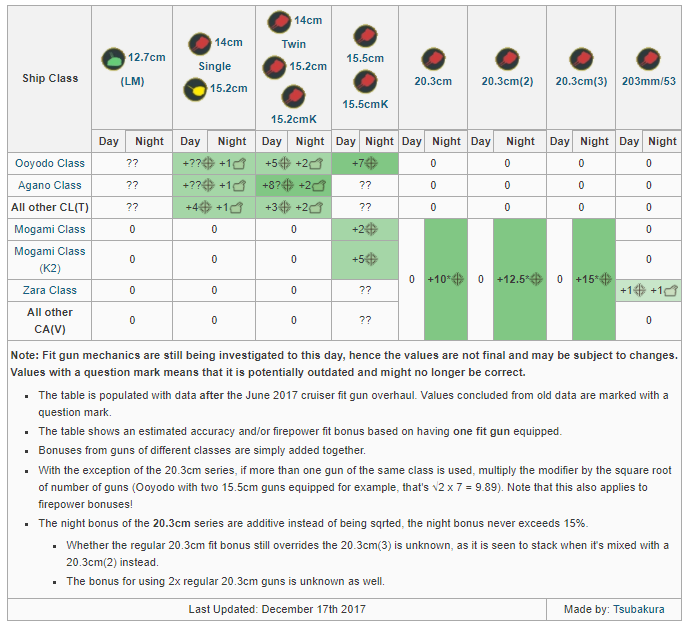 Ship Class
12.7cm
(LM)
14cm
Single
15.2cm
14cm
Twin
15.2cm
15.2cmK
15.5cm
15.5cmK
20.3cm
20.3cm(2)
20.3cm(3)
203mm/53
Day Night Day Night Day Night Day Night Day Night Day Night Day Night Day Night
Ooyodo Class ?? +?? +1 +5 +2 +7 0 0 0 0
Agano Class ?? +?? +1 +8? +2 ?? 0 0 0 0
All other CL(T) ?? +4 +1 +3 +2 ?? 0 0 0 0
Mogami Class 0 0 0 +2 0
Mogami Class
(K2) 0 0 0 +5 0
0 +10* 0 +12.5* 0 +15*
Zara Class 0 0 0 ?? +1 +1
All other
CA(V) 0 0 0 ?? 0
Note: Fit gun mechanics are still being investigated to this day, hence the values are not final and may be subject to changes.
Values with a question mark means that it is potentially outdated and might no longer be correct.
• The table is populated with data after the June 2017 cruiser fit gun overhaul. Values concluded from old data are marked with a
question mark.
• The table shows an estimated accuracy and/or firepower fit bonus based on having one fit gun equipped.
• Bonuses from guns of different classes are simply added together.
• With the exception of the 20.3cm series, if more than one gun of the same class is used, multiply the modifier by the square root
of number of guns (Ooyodo with two 15.5cm guns equipped for example, that's √2 x 7 = 9.89). Note that this also applies to
firepower bonuses!
• The night bonus of the 20.3cm series are additive instead of being sqrted, the night bonus never exceeds 15%.
• Whether the regular 20.3cm fit bonus still overrides the 20.3cm(3) is unknown, as it is seen to stack when it's mixed with a
20.3cm(2) instead.
• The bonus for using 2x regular 20.3cm guns is unknown as well.
Last Updated: December 17th 2017
Made by: Tsubakura